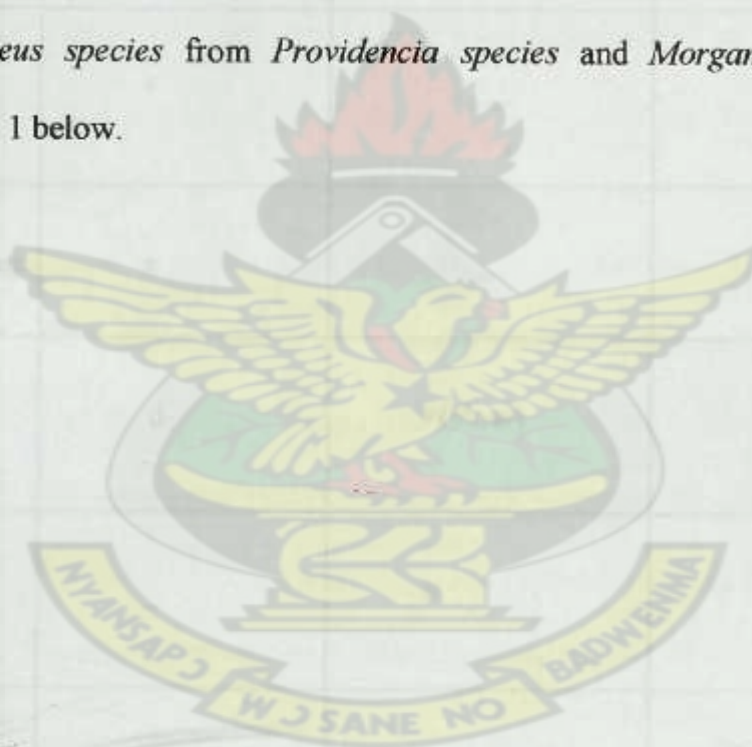 eus species from Providencia species and Morgan
1 below.
NYANSAPƆ
WƆSANE NO
BADWENMA